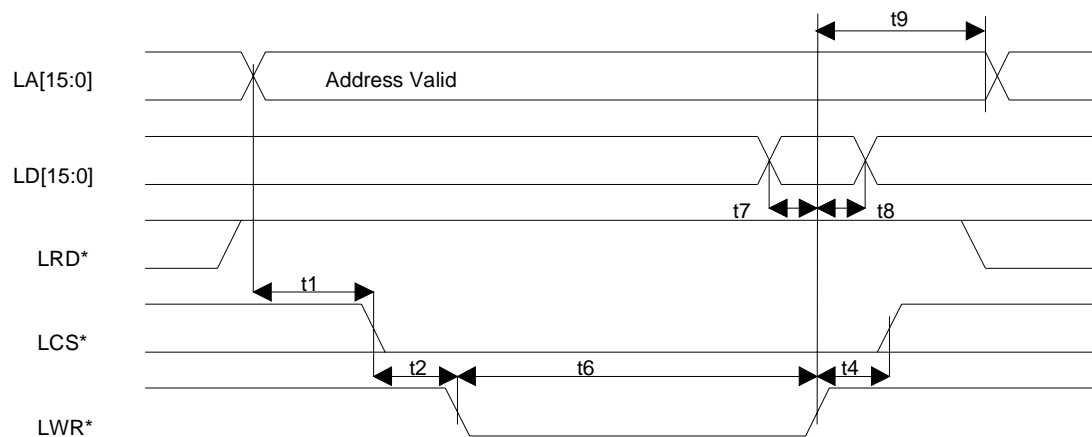 t9
LA[15:0] Address Valid
LD[15:0]
t7 t8
LRD*
t1
LCS*
t2 t6 t4
LWR*